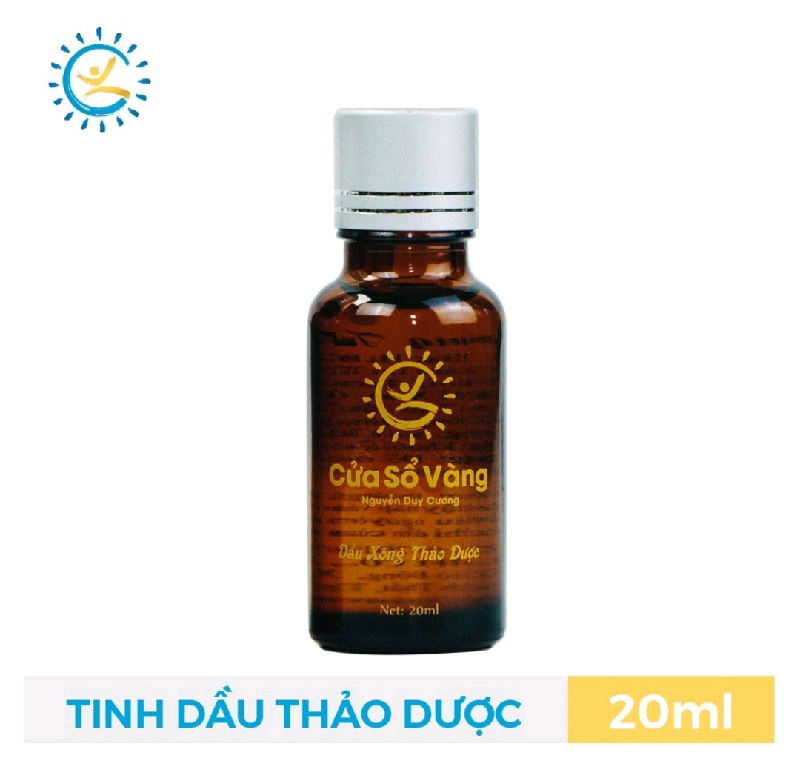 Cửa Sổ Vàng
Nguyễn Duy Cương
Dầu Xông Thảo Dược
Net: 20ml
TINH DẦU THẢO DƯỢC 20ml